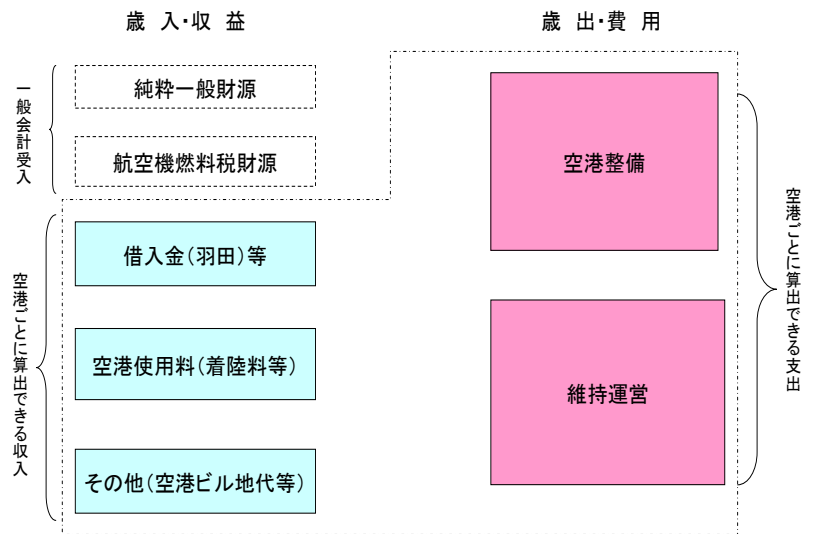 歳入・収益
歳出・費用
一般会計受入
純粋一般財源
航空機燃料税財源
空港ごとに算出できる収入
借入金（羽田）等
空港使用料（着陸料等）
その他（空港ビル地代等）
空港整備
維持運営
空港ごとに算出できる支出